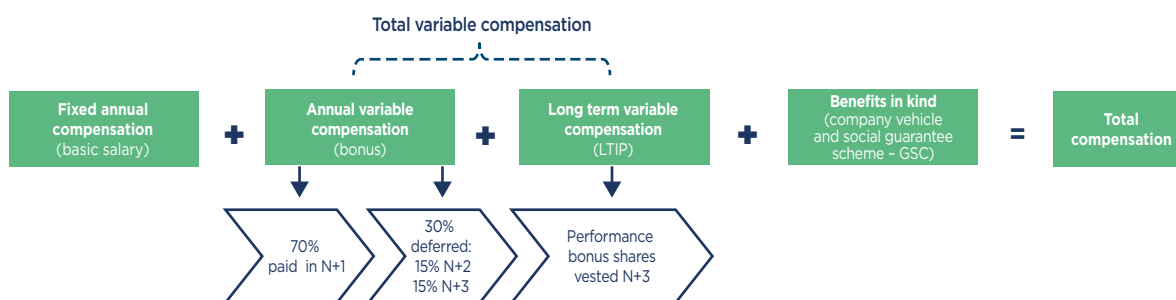 Total variable compensation
Fixed annual
compensation
(basic salary)
+
Annual variable
compensation
(bonus)
+
Long term variable
compensation
(LTIP)
+
Benefits in kind
(company vehicle
and social guarantee
scheme – GSC)
=
Total
compensation
70%
paid in N+1
30%
deferred:
15% N+2
15% N+3
Performance
bonus shares
vested N+3